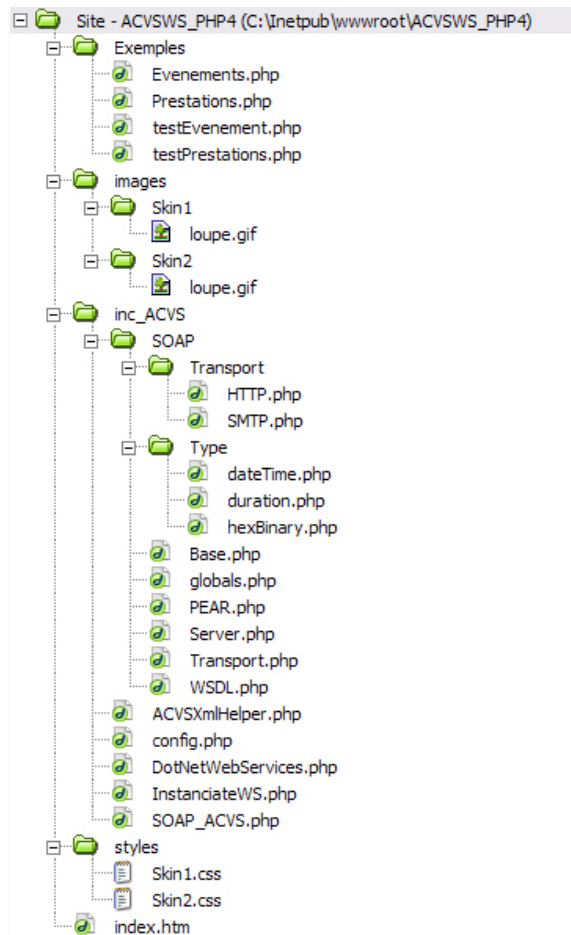 Site - ACVSWS_PHP4 (C:\Inetpub\wwwroot\ACVSWS_PHP4)
Exemples
Evenements.php
Prestations.php
testEvenement.php
testPrestations.php
images
Skin1
loupe.gif
Skin2
loupe.gif
inc_ACVS
SOAP
Transport
HTTP.php
SMTP.php
Type
dateTime.php
duration.php
hexBinary.php
Base.php
globals.php
PEAR.php
Server.php
Transport.php
WSDL.php
ACVSXmlHelper.php
config.php
DotNetWebServices.php
InstanciateWS.php
SOAP_ACVS.php
styles
Skin1.css
Skin2.css
index.htm